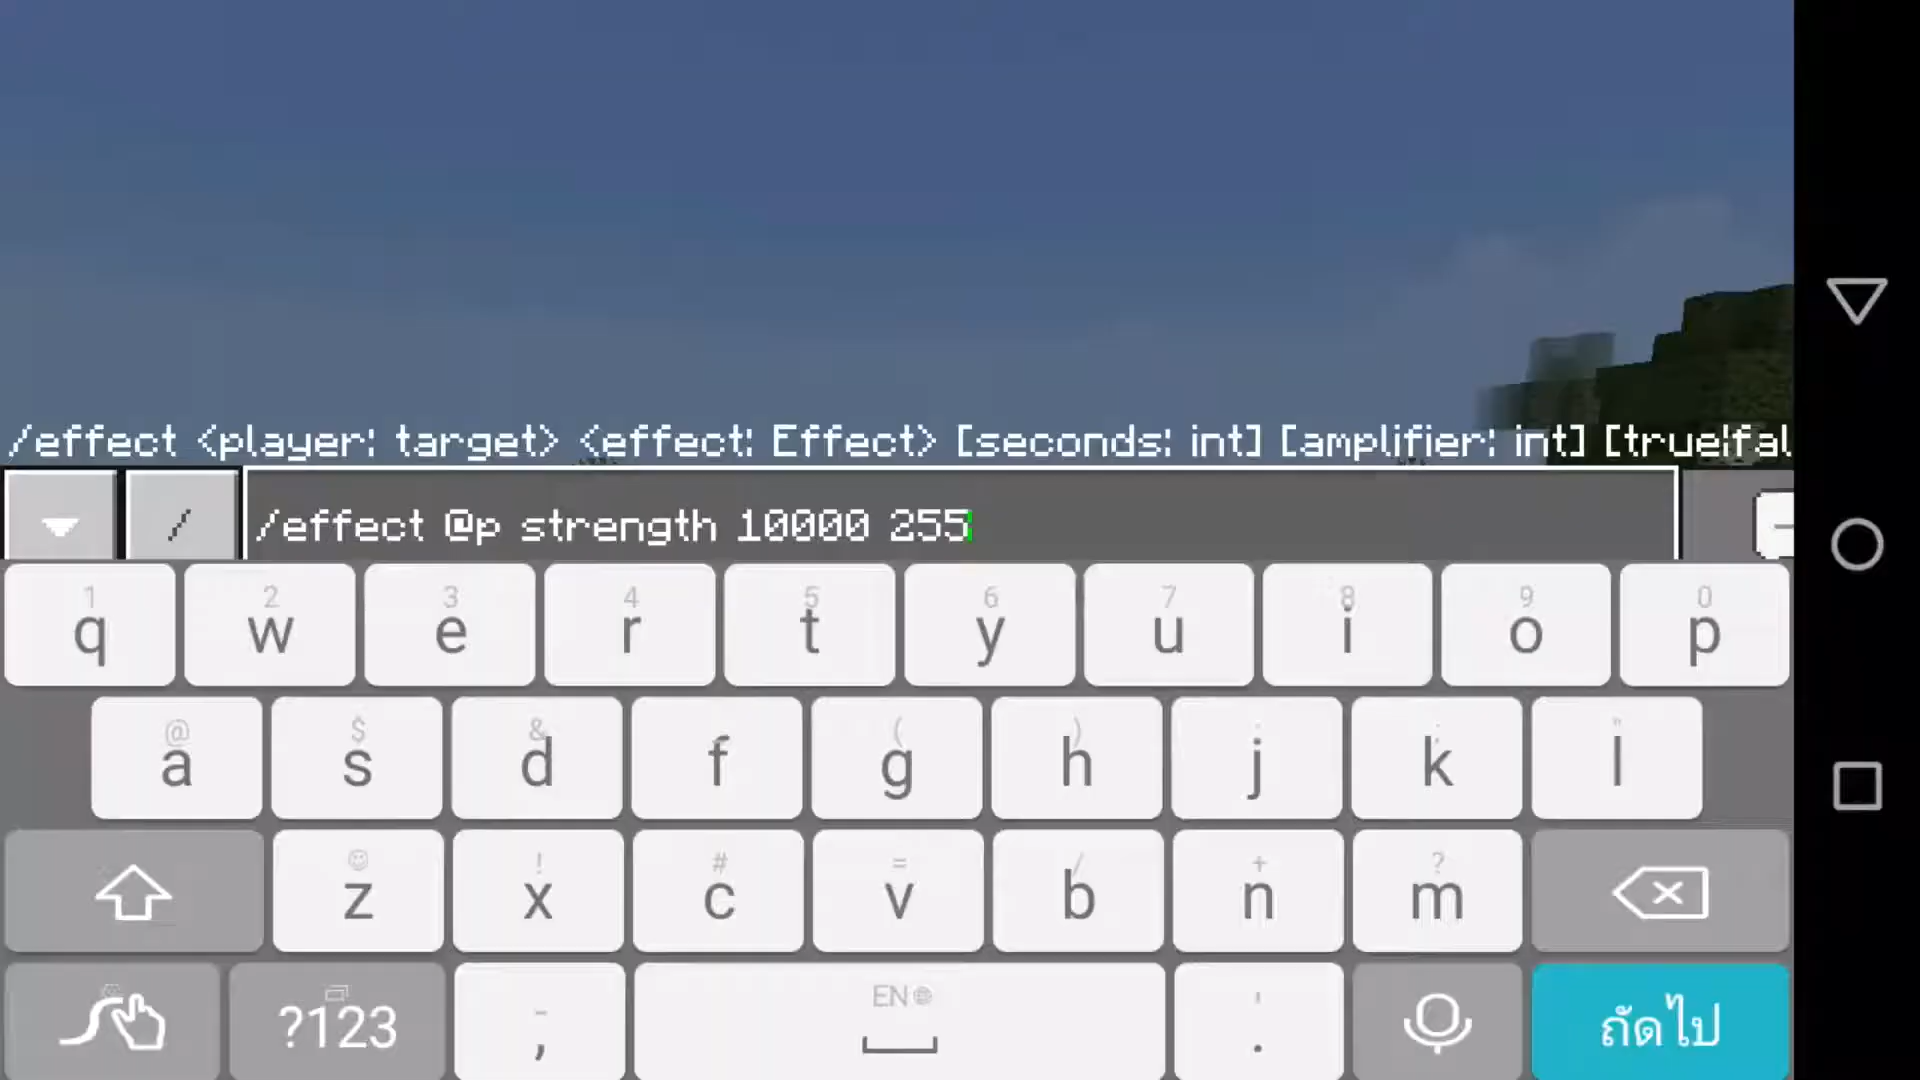 /effect <player: target> <effect: Effect> [seconds: int] [amplifier: int] [true|fal
/
/effect @p strength 10000 255
1 2 3 4 5 6 7 8 9 0
q w e r t y u i o p
@ $ & ( ) : ; "
a s d f g h j k l
! # = / + ?
z x c v b n m
- EN '
?123 , . ถัดไป